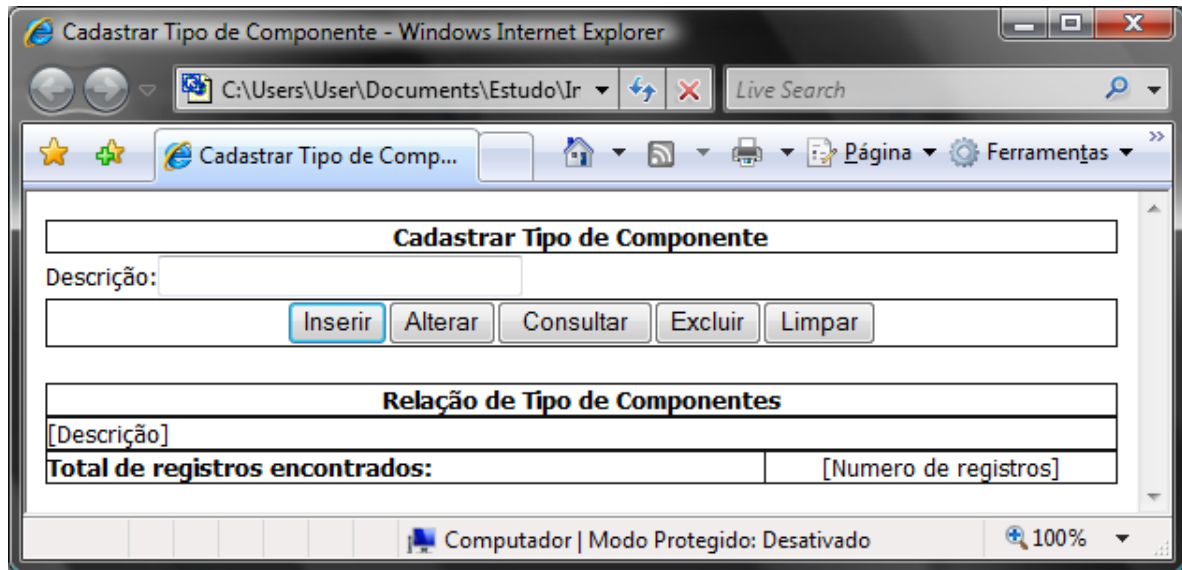 Cadastrar Tipo de Componente - Windows Internet Explorer
C:\Users\User\Documents\Estudo\Ir
Live Search
Cadastrar Tipo de Comp...
Página
Ferramentas
Cadastrar Tipo de Componente
Descrição:
Inserir Alterar Consultar Excluir Limpar
Relação de Tipo de Componentes
[Descrição]
Total de registros encontrados: [Numero de registros]
Computador | Modo Protegido: Desativado 100%